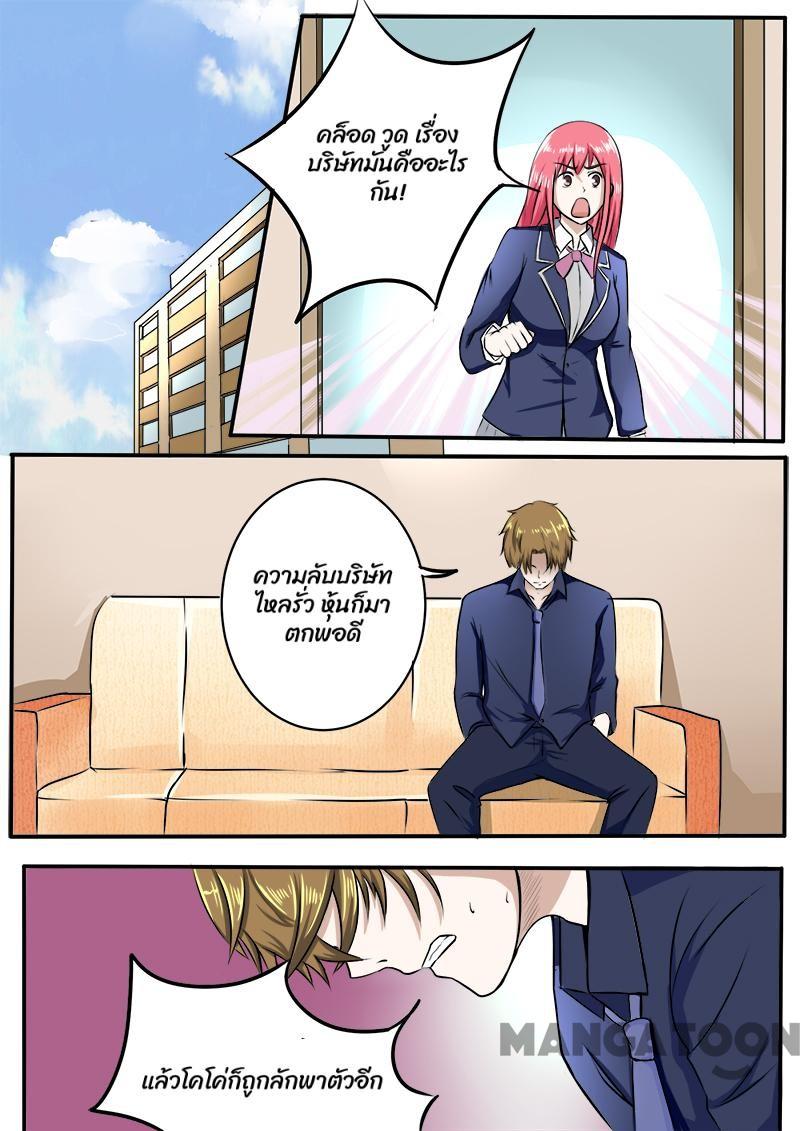 คล็อด วูด เรื่อง
บริษัทมันคืออะไร
กัน!
ความลับบริษัท
ไหลรั่ว หุ้นก็มา
ตกพอดี
แล้วโคโค่ก็ถูกลักพาตัวอีก
MANGATOON